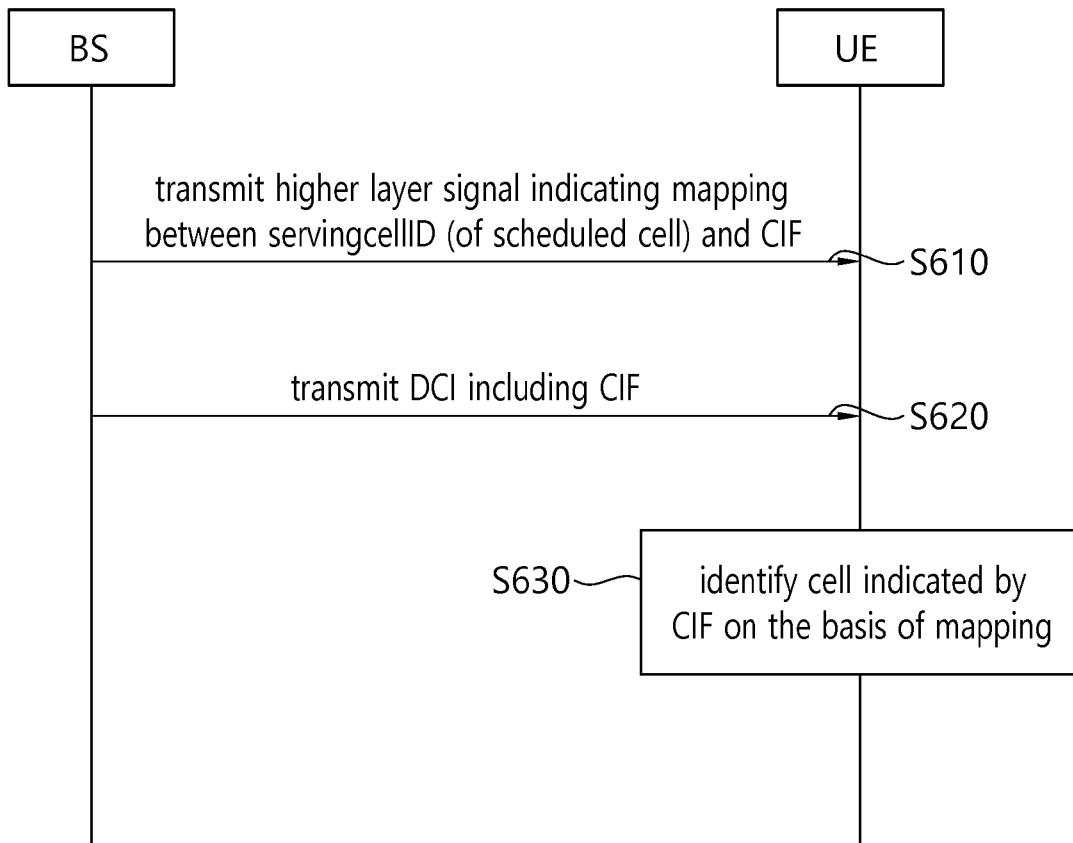 BS
UE
transmit higher layer signal indicating mapping
between servingcellID (of scheduled cell) and CIF
S610
transmit DCI including CIF
S620
S630
identify cell indicated by
CIF on the basis of mapping